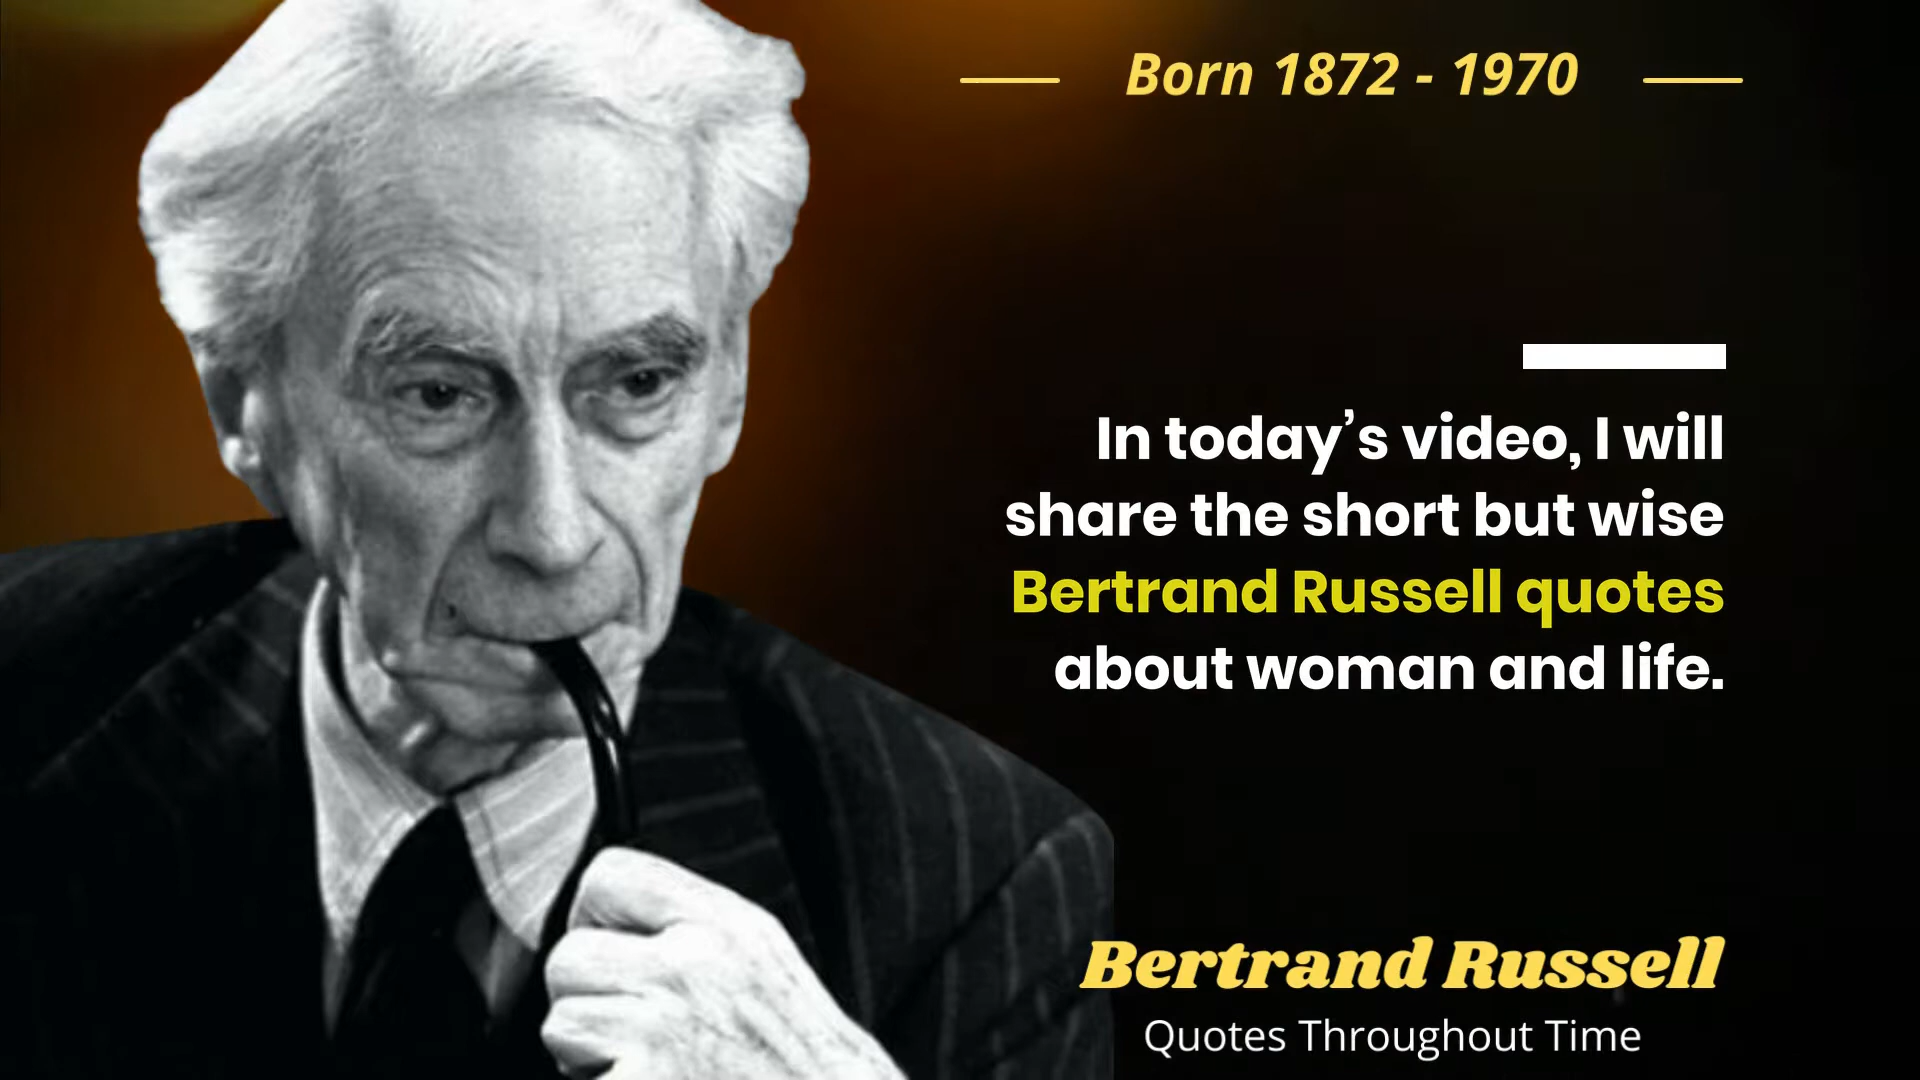 Born 1872 - 1970
In today’s video, I will
share the short but wise
Bertrand Russell quotes
about woman and life.
Bertrand Russell
Quotes Throughout Time